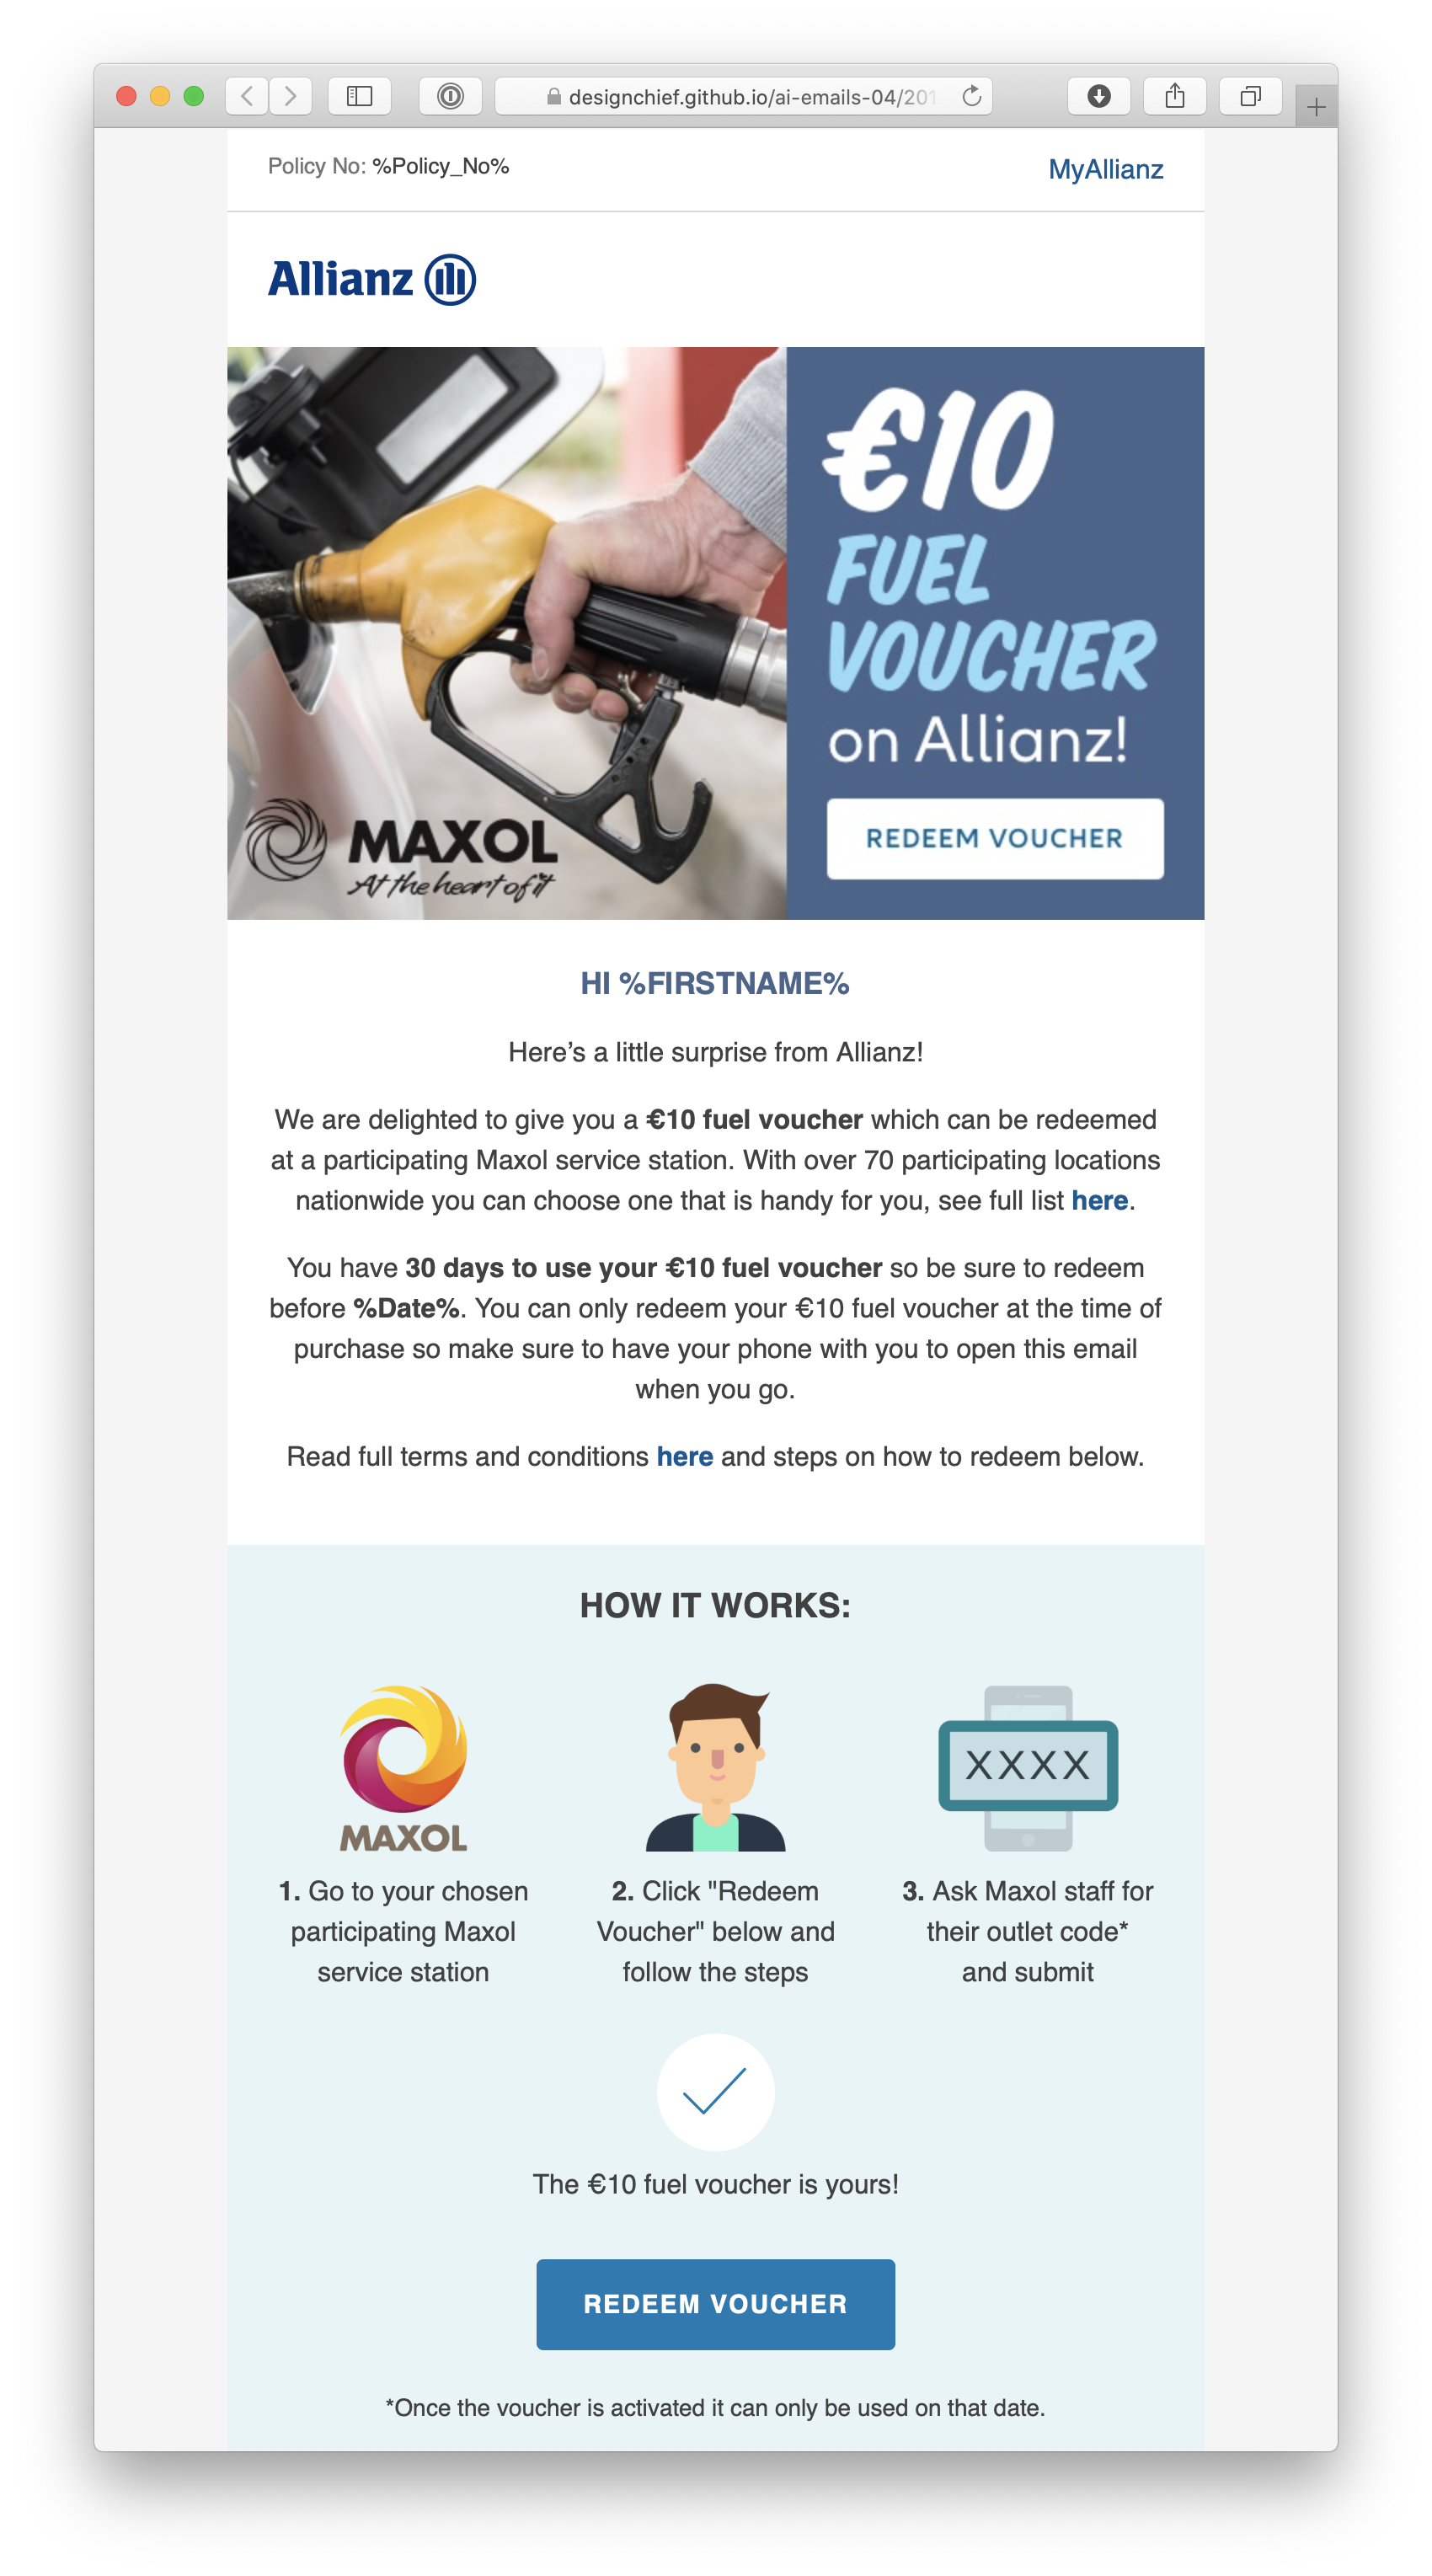 designchief.github.io/ai-emails-04/201
Policy No: %Policy_No%
MyAllianz
Allianz
€10
FUEL
VOUCHER
on Allianz!
REDEEM VOUCHER
MAXOL
At the heart of it
HI %FIRSTNAME%
Here’s a little surprise from Allianz!
We are delighted to give you a €10 fuel voucher which can be redeemed
at a participating Maxol service station. With over 70 participating locations
nationwide you can choose one that is handy for you, see full list here.
You have 30 days to use your €10 fuel voucher so be sure to redeem
before %Date%. You can only redeem your €10 fuel voucher at the time of
purchase so make sure to have your phone with you to open this email
when you go.
Read full terms and conditions here and steps on how to redeem below.
HOW IT WORKS:
MAXOL
XXXX
1. Go to your chosen
participating Maxol
service station
2. Click "Redeem
Voucher" below and
follow the steps
3. Ask Maxol staff for
their outlet code*
and submit
The €10 fuel voucher is yours!
REDEEM VOUCHER
*Once the voucher is activated it can only be used on that date.